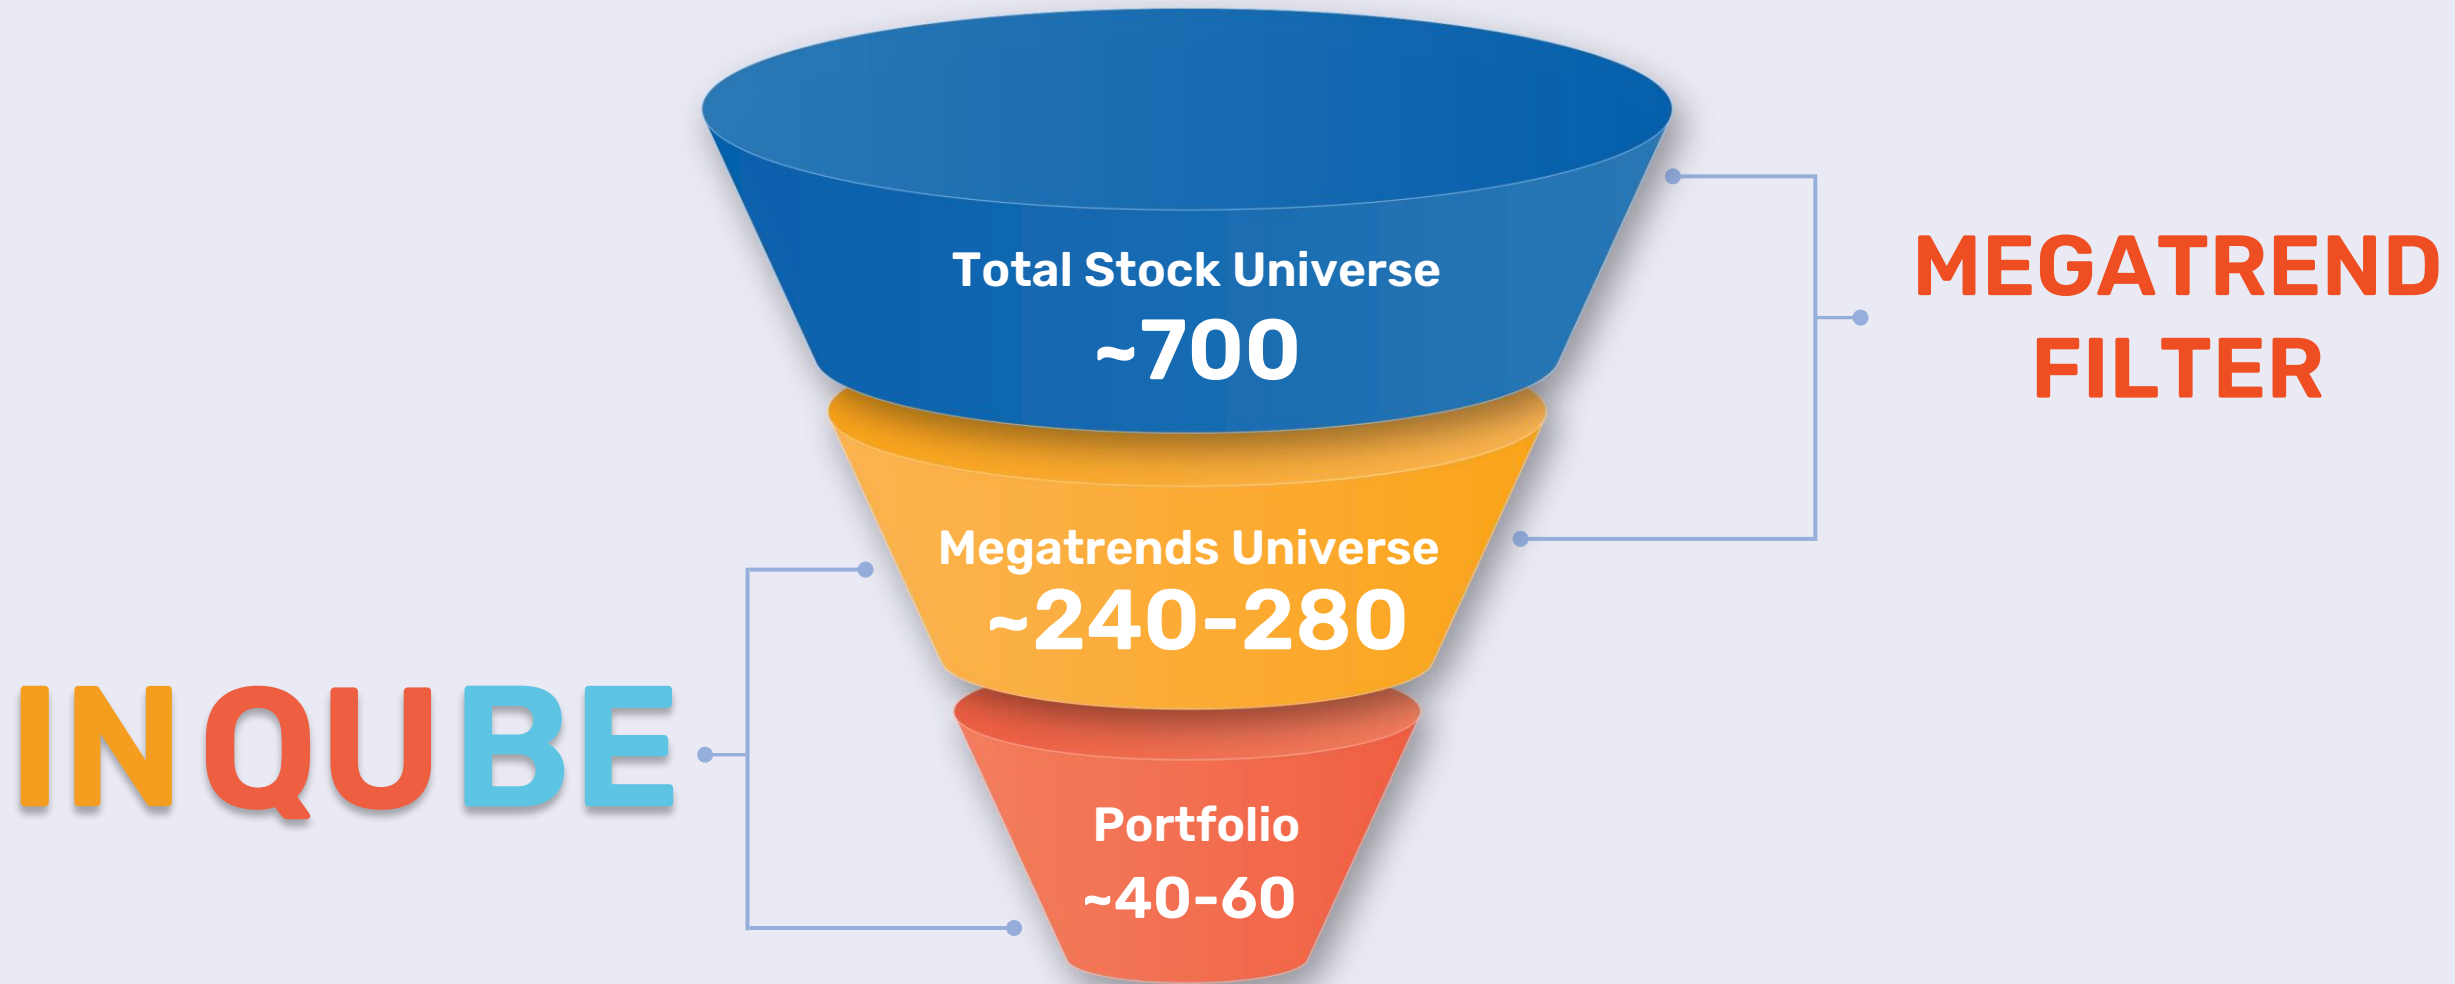 Total Stock Universe
~700
MEGATREND
FILTER
Megatrends Universe
~240-280
INQUBE
Portfolio
~40-60